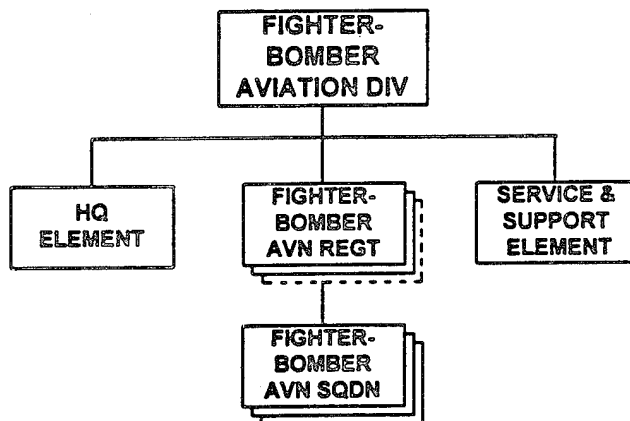 FIGHTER-
BOMBER
AVIATION DIV
HQ
ELEMENT
FIGHTER-
BOMBER
AVN REGT
SERVICE &
SUPPORT
ELEMENT
FIGHTER-
BOMBER
AVN SQDN